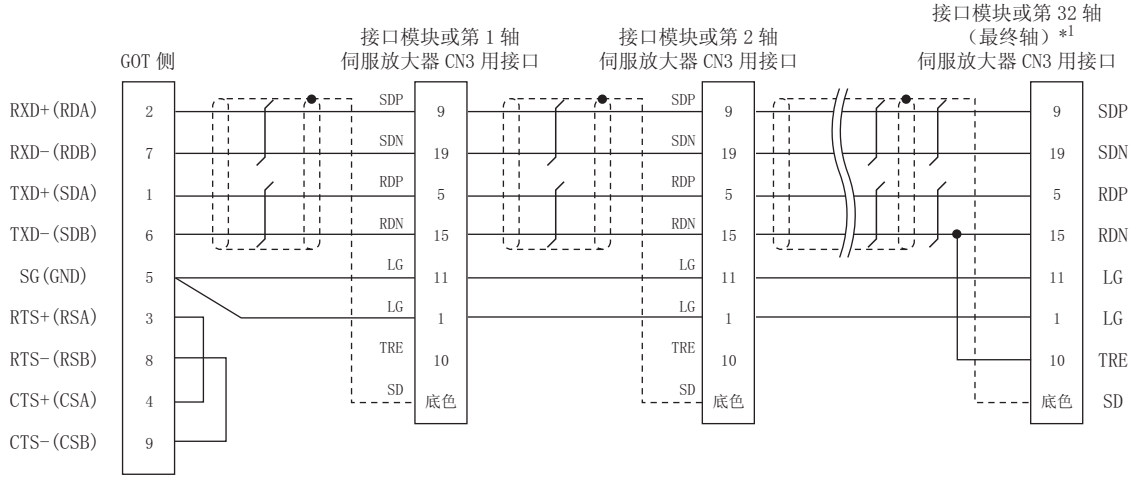 接口模块或第 1 轴
伺服放大器 CN3 用接口
接口模块或第 2 轴
伺服放大器 CN3 用接口
接口模块或第 32 轴
（最终轴）*1
伺服放大器 CN3 用接口
GOT 侧
RXD+(RDA) 2 SDP 9 SDP 9 9 SDP
RXD-(RDB) 7 SDN 19 SDN 19 19 SDN
TXD+(SDA) 1 RDP 5 RDP 5 5 RDP
TXD-(SDB) 6 RDN 15 RDN 15 15 RDN
SG(GND) 5 LG 11 LG 11 11 LG
RTS+(RSA) 3 LG 1 LG 1 1 LG
RTS-(RSB) 8 TRE 10 TRE 10 10 TRE
CTS+(CSA) 4 SD 底色 SD 底色 底色 SD
CTS-(CSB) 9